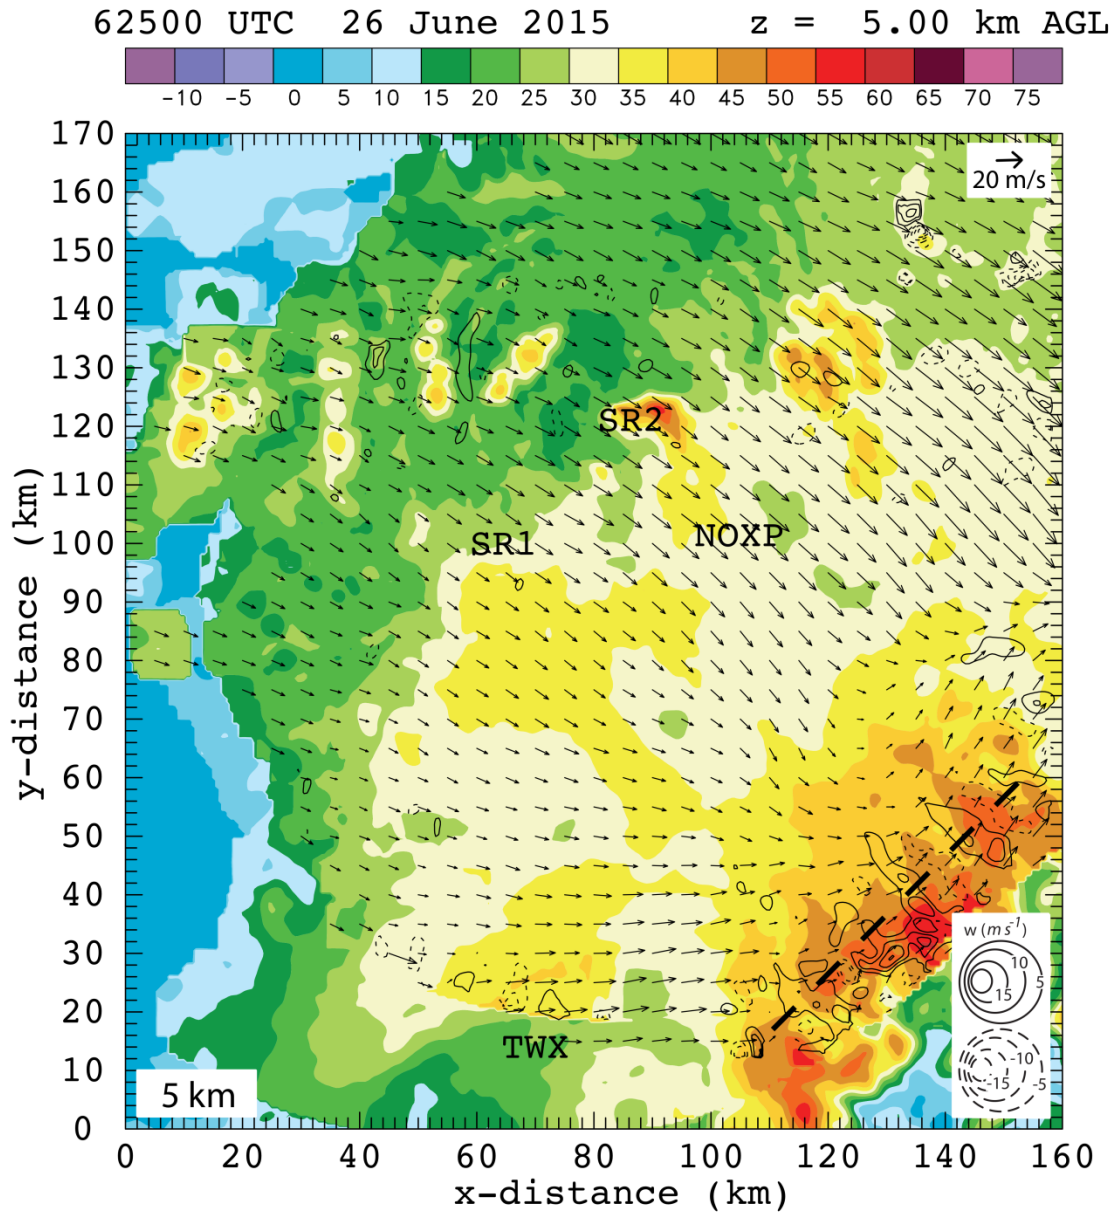 62500 UTC 26 June 2015 z = 5.00 km AGL
-10 -5 0 5 10 15 20 25 30 35 40 45 50 55 60 65 70 75
170
160
150
140
130
120
110
100
90
80
70
60
50
40
30
20
10
0
y-distance (km)
20 m/s
SR2
SR1
NOXP
TWX
w (m s⁻¹)
10
5
15
-10
-15
-5
5 km
0 20 40 60 80 100 120 140 160
x-distance (km)